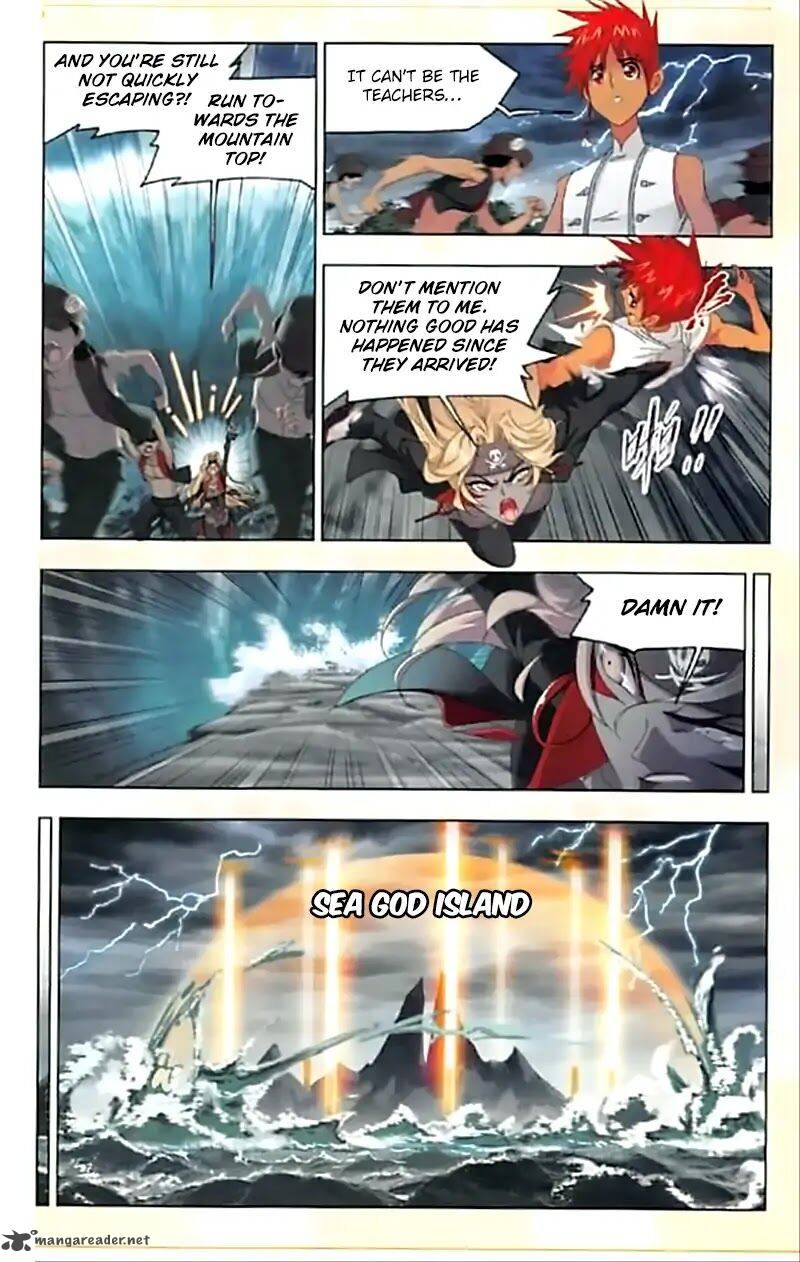 AND YOU'RE STILL
NOT QUICKLY
ESCAPING?!
RUN TO-
WARDS THE
MOUNTAIN
TOP!
IT CAN'T BE THE
TEACHERS...
DON'T MENTION
THEM TO ME.
NOTHING GOOD HAS
HAPPENED SINCE
THEY ARRIVED!
啪!!
DAMN IT!
SEA GOD ISLAND
mangareader.net